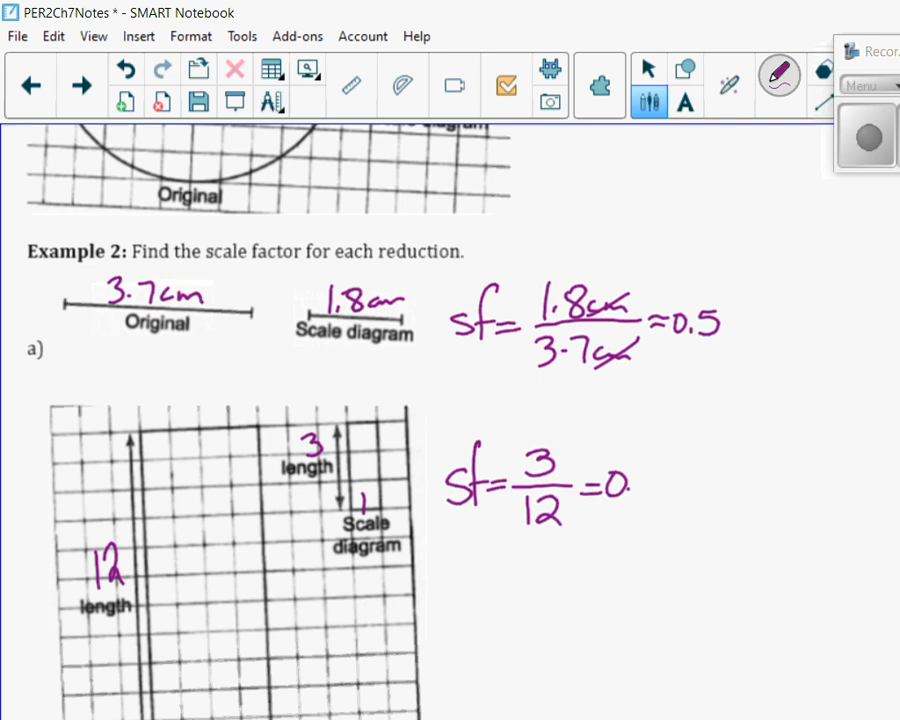 PER2Ch7Notes * - SMART Notebook
File Edit View Insert Format Tools Add-ons Account Help
Recor.
Menu
A
Original
Example 2: Find the scale factor for each reduction.
3.7cm
Original
1.8cm
Scale diagram
sf = 1.8cm / 3.7cm ≈ 0.5
a)
3
length
1
Scale
diagram
12
length
sf = 3 / 12 = 0.